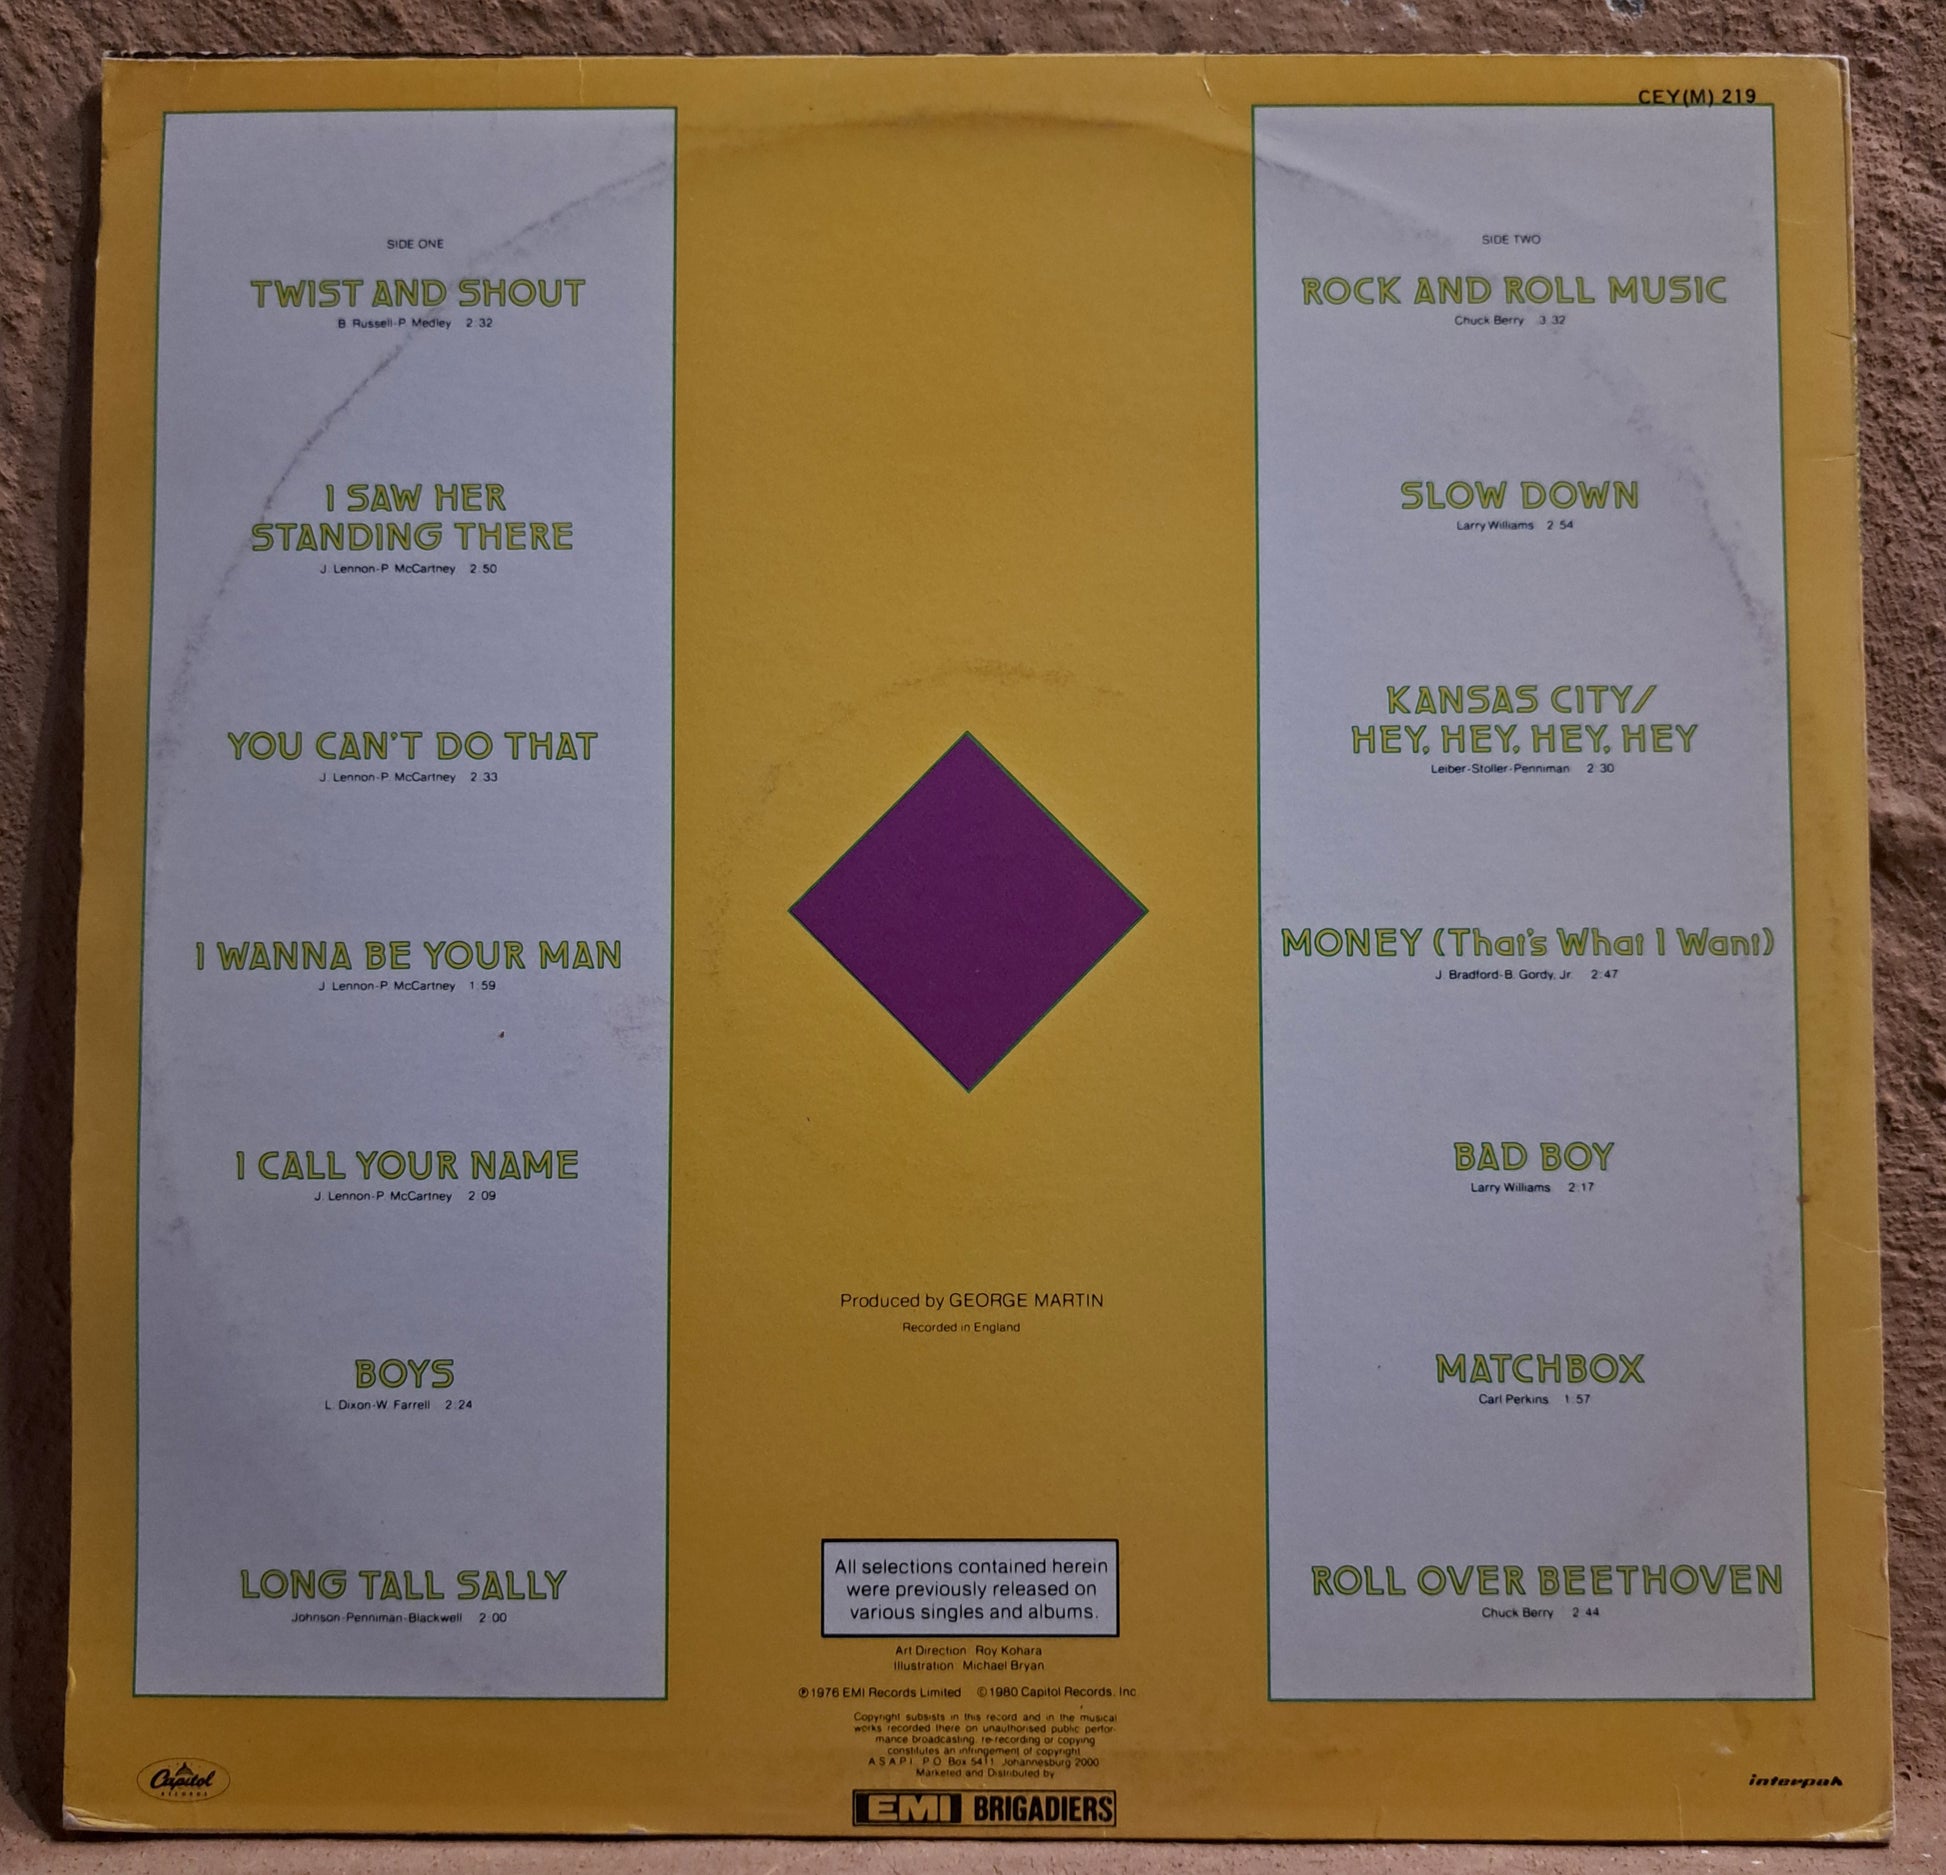 CEY(M) 219
SIDE ONE
TWIST AND SHOUT
B. Russell-P. Medley 2:32
I SAW HER
STANDING THERE
J. Lennon-P. McCartney 2:50
YOU CAN'T DO THAT
J. Lennon-P. McCartney 2:33
I WANNA BE YOUR MAN
J. Lennon-P. McCartney 1:59
I CALL YOUR NAME
J. Lennon-P. McCartney 2:09
BOYS
L. Dixon-W. Farrell 2:24
LONG TALL SALLY
Johnson-Penniman-Blackwell 2:00
Produced by GEORGE MARTIN
Recorded in England
All selections contained herein
were previously released on
various singles and albums.
Art Direction: Roy Kohara
Illustration: Michael Bryan
℗1976 EMI Records Limited ©1980 Capitol Records, Inc.
Copyright subsists in this record and in the musical
works recorded there on unauthorised public perfor-
mance broadcasting, re-recording or copying
constitutes an infringement of copyright
A.S.A.P.I. P.O. Box 5411 Johannesburg 2000
Marketed and Distributed by
EMI BRIGADIERS
SIDE TWO
ROCK AND ROLL MUSIC
Chuck Berry 3:32
SLOW DOWN
Larry Williams 2:54
KANSAS CITY/
HEY, HEY, HEY, HEY
Leiber-Stoller-Penniman 2:30
MONEY (That's What I Want)
J. Bradford-B. Gordy, Jr. 2:47
BAD BOY
Larry Williams 2:17
MATCHBOX
Carl Perkins 1:57
ROLL OVER BEETHOVEN
Chuck Berry 2:44
Capitol
RECORDS
interpak